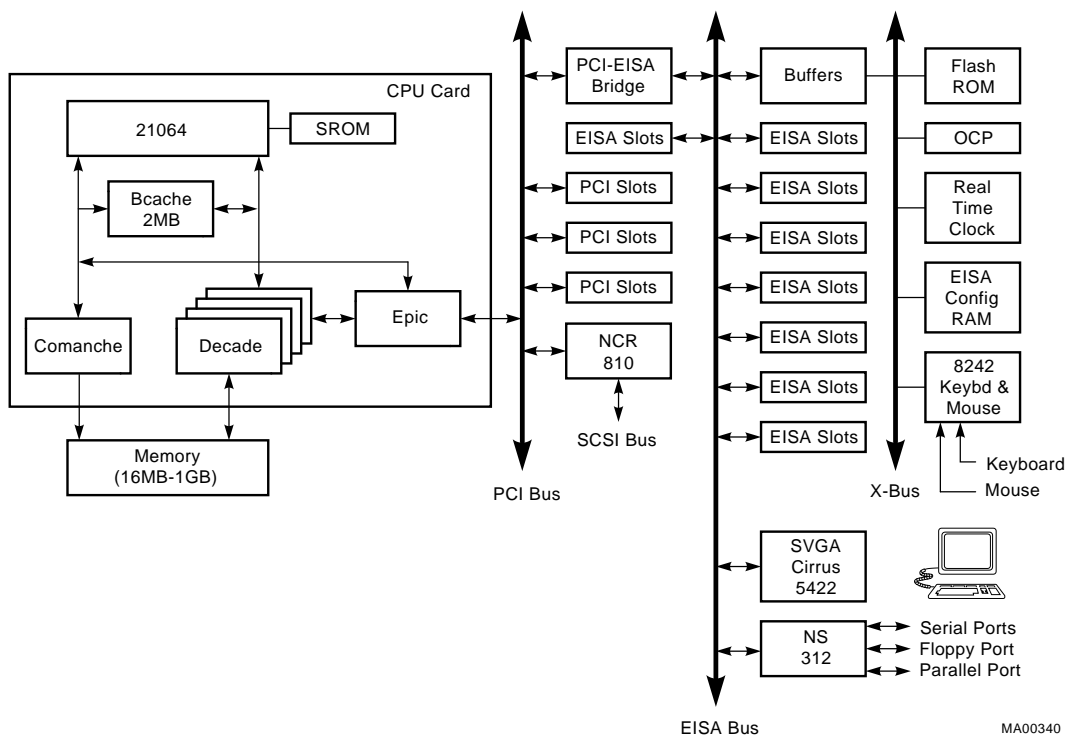 CPU Card
21064
SROM
Bcache
2MB
Comanche
Decade
Epic
Memory
(16MB-1GB)
PCI-EISA
Bridge
EISA Slots
PCI Slots
PCI Slots
PCI Slots
NCR
810
SCSI Bus
PCI Bus
Buffers
EISA Slots
EISA Slots
EISA Slots
EISA Slots
EISA Slots
EISA Slots
EISA Slots
SVGA
Cirrus
5422
NS
312
Serial Ports
Floppy Port
Parallel Port
EISA Bus
Flash
ROM
OCP
Real
Time
Clock
EISA
Config
RAM
8242
Keybd &
Mouse
Keyboard
Mouse
X-Bus
MA00340